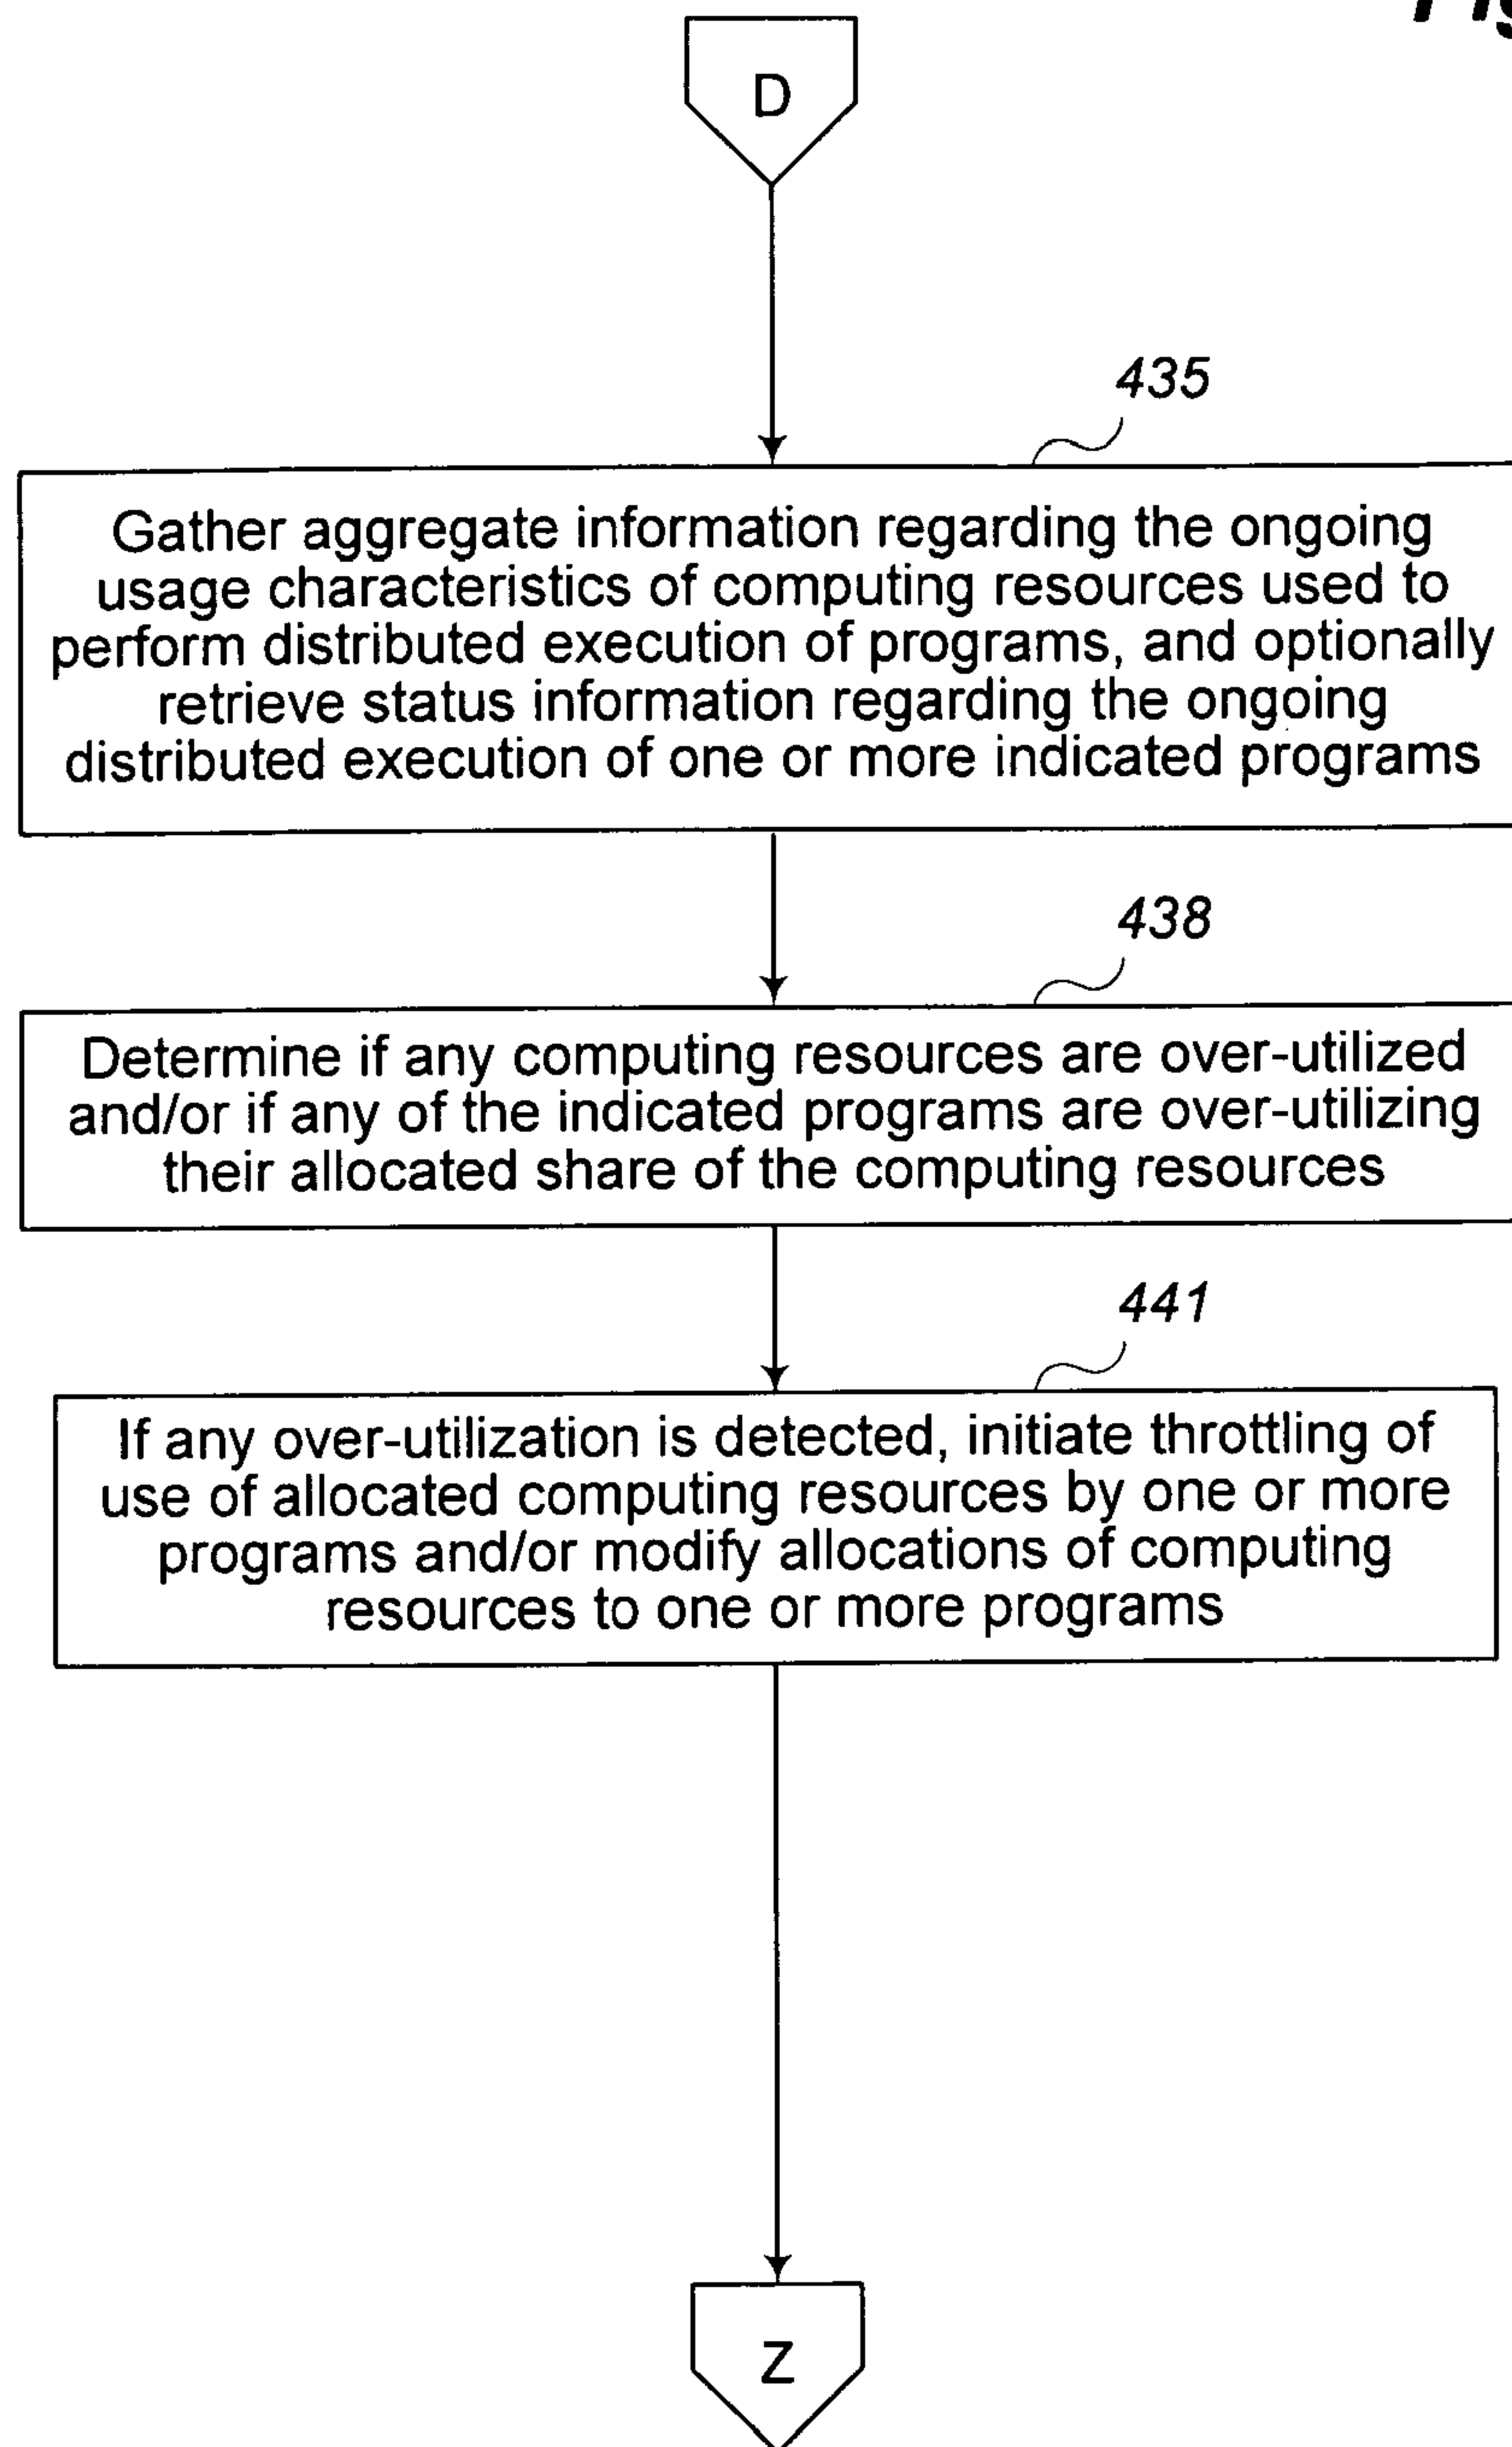 D
435
Gather aggregate information regarding the ongoing
usage characteristics of computing resources used to
perform distributed execution of programs, and optionally
retrieve status information regarding the ongoing
distributed execution of one or more indicated programs
438
Determine if any computing resources are over-utilized
and/or if any of the indicated programs are over-utilizing
their allocated share of the computing resources
441
If any over-utilization is detected, initiate throttling of
use of allocated computing resources by one or more
programs and/or modify allocations of computing
resources to one or more programs
Z